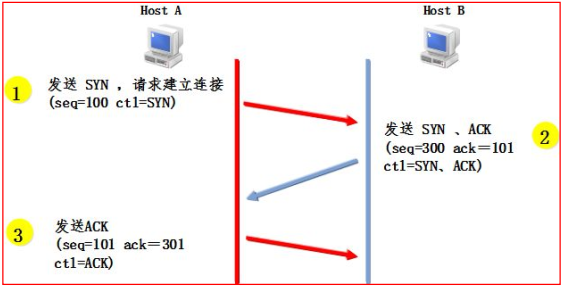 Host A
Host B
1
发送 SYN ，请求建立连接
(seq=100 ctl=SYN)
发送 SYN 、ACK
(seq=300 ack＝101
ctl=SYN、ACK)
2
3
发送ACK
(seq=101 ack＝301
ctl=ACK)